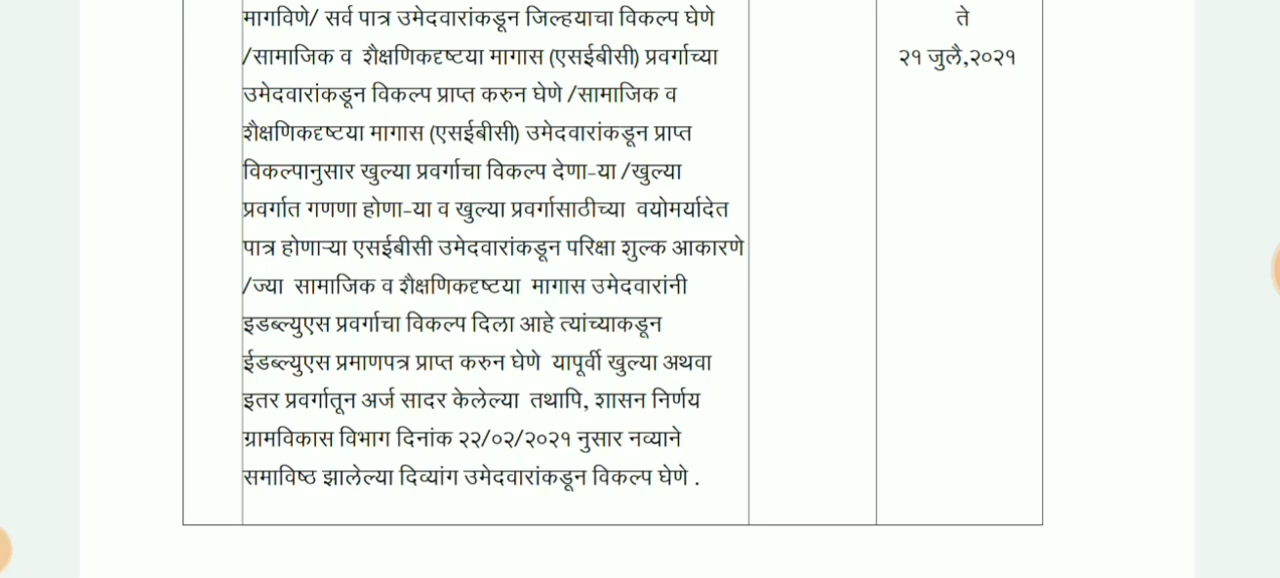 मागविणे/ सर्व पात्र उमेदवारांकडून जिल्हयाचा विकल्प घेणे
ते
/सामाजिक व शैक्षणिकदृष्टया मागास (एसईबीसी) प्रवर्गाच्या
२१ जुलै,२०२१
उमेदवारांकडून विकल्प प्राप्त करुन घेणे /सामाजिक व
शैक्षणिकदृष्टया मागास (एसईबीसी) उमेदवारांकडून प्राप्त
विकल्पानुसार खुल्या प्रवर्गाचा विकल्प देणा-या /खुल्या
प्रवर्गात गणणा होणा-या व खुल्या प्रवर्गासाठीच्या वयोमर्यादेत
पात्र होणाऱ्या एसईबीसी उमेदवारांकडून परिक्षा शुल्क आकारणे
/ज्या सामाजिक व शैक्षणिकदृष्टया मागास उमेदवारांनी
इडब्ल्युएस प्रवर्गाचा विकल्प दिला आहे त्यांच्याकडून
ईडब्ल्युएस प्रमाणपत्र प्राप्त करुन घेणे यापूर्वी खुल्या अथवा
इतर प्रवर्गातून अर्ज सादर केलेल्या तथापि, शासन निर्णय
ग्रामविकास विभाग दिनांक २२/०२/२०२१ नुसार नव्याने
समाविष्ठ झालेल्या दिव्यांग उमेदवारांकडून विकल्प घेणे .